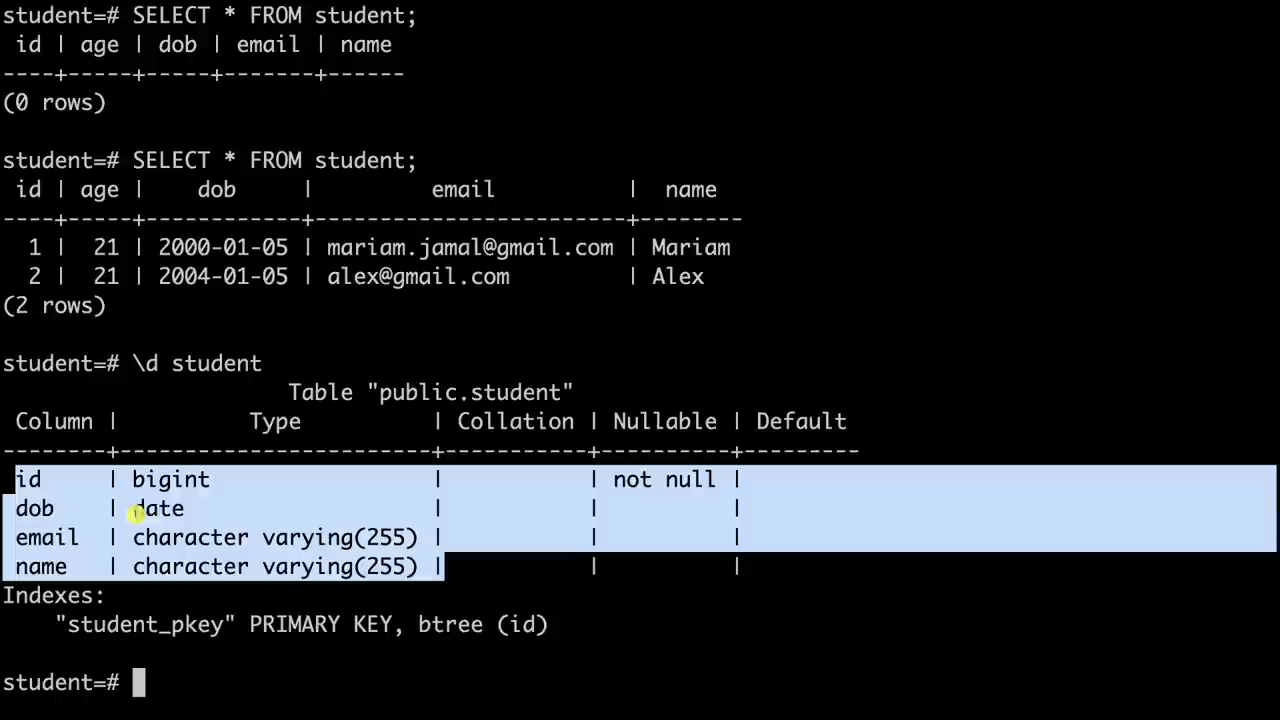 student=# SELECT * FROM student;
 id | age | dob | email | name
----+-----+-----+-------+------
(0 rows)
student=# SELECT * FROM student;
 id | age |    dob     |         email          |  name
----+-----+------------+------------------------+--------
  1 |  21 | 2000-01-05 | mariam.jamal@gmail.com | Mariam
  2 |  21 | 2004-01-05 | alex@gmail.com         | Alex
(2 rows)
student=# \d student
                      Table "public.student"
 Column |          Type          | Collation | Nullable | Default
--------+------------------------+-----------+----------+---------
 id     | bigint                 |           | not null |
 dob    | date                   |           |          |
 email  | character varying(255) |           |          |
 name   | character varying(255) |           |          |
Indexes:
    "student_pkey" PRIMARY KEY, btree (id)
student=#